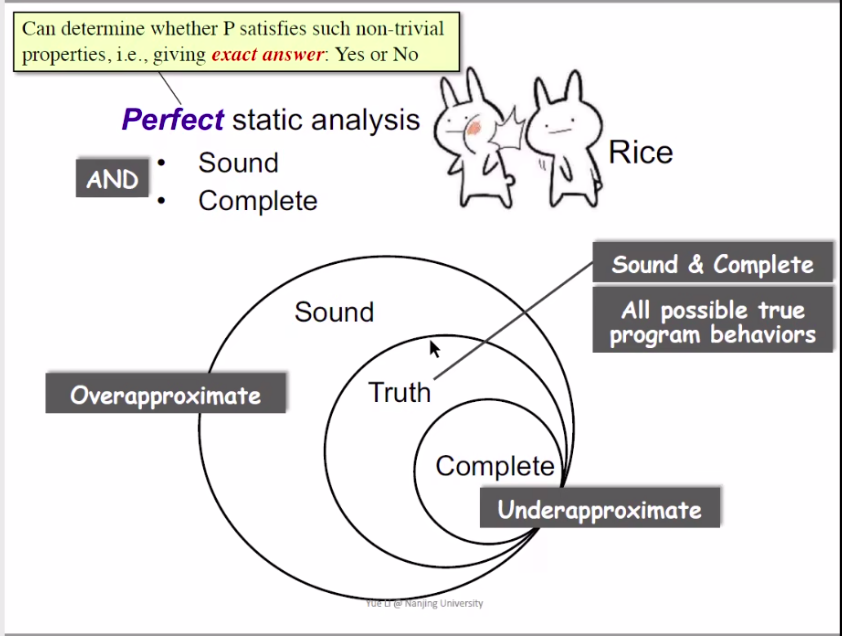 Can determine whether P satisfies such non-trivial
properties, i.e., giving exact answer: Yes or No
Perfect static analysis
Rice
AND
• Sound
• Complete
Sound & Complete
All possible true
program behaviors
Sound
Overapproximate
Truth
Complete
Underapproximate
Yue Li @ Nanjing University